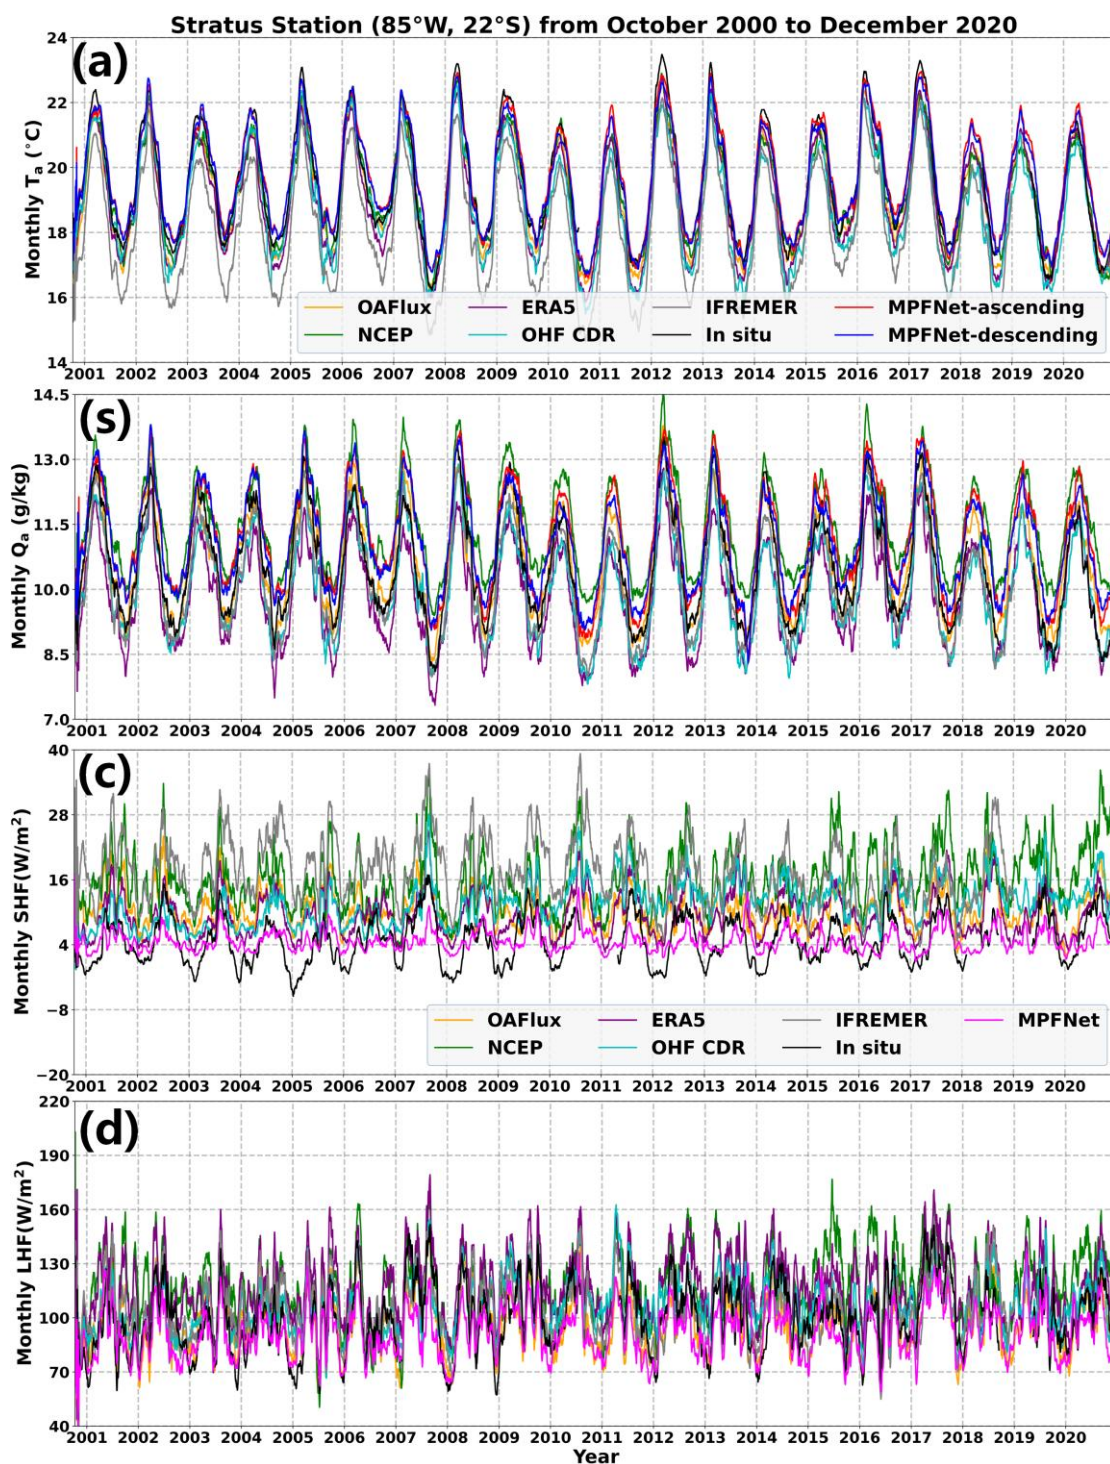 Stratus Station (85°W, 22°S) from October 2000 to December 2020
(a)
Monthly Tₐ (°C)
24
22
20
18
16
14
OAFlux ERA5 IFREMER MPFNet-ascending
NCEP OHF CDR In situ MPFNet-descending
2001 2002 2003 2004 2005 2006 2007 2008 2009 2010 2011 2012 2013 2014 2015 2016 2017 2018 2019 2020
(s)
Monthly Qₐ (g/kg)
14.5
13.0
11.5
10.0
8.5
7.0
2001 2002 2003 2004 2005 2006 2007 2008 2009 2010 2011 2012 2013 2014 2015 2016 2017 2018 2019 2020
(c)
Monthly SHF(W/m²)
40
28
16
4
−8
−20
OAFlux ERA5 IFREMER MPFNet
NCEP OHF CDR In situ
2001 2002 2003 2004 2005 2006 2007 2008 2009 2010 2011 2012 2013 2014 2015 2016 2017 2018 2019 2020
(d)
Monthly LHF(W/m²)
220
190
160
130
100
70
40
2001 2002 2003 2004 2005 2006 2007 2008 2009 2010 2011 2012 2013 2014 2015 2016 2017 2018 2019 2020
Year